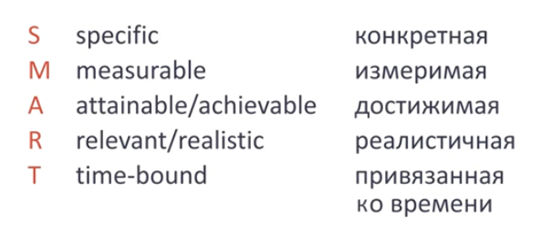 S specific конкретная
M measurable измеримая
A attainable/achievable достижимая
R relevant/realistic реалистичная
T time-bound привязанная
ко времени